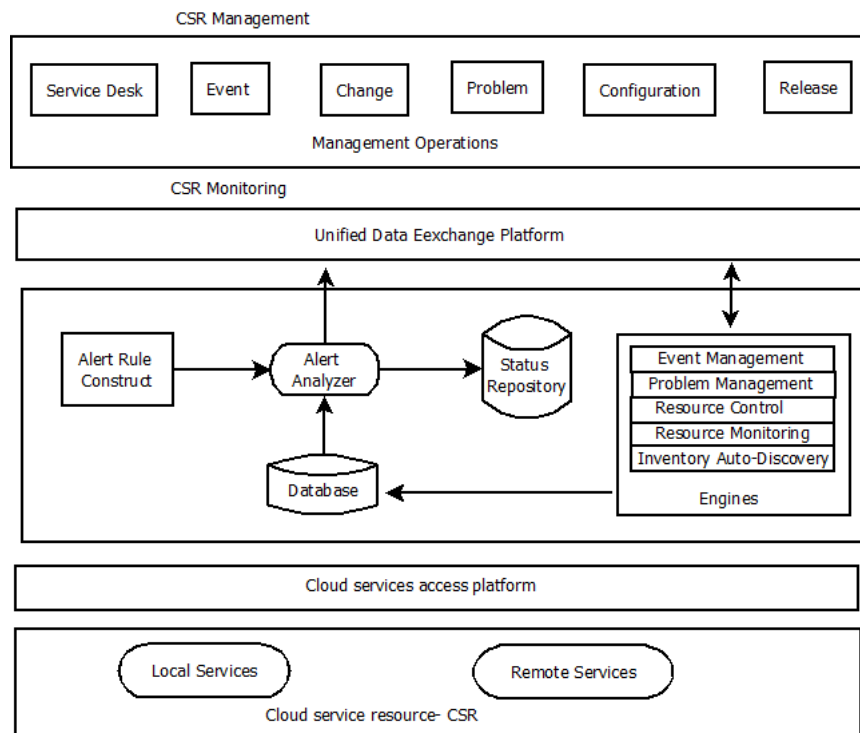 CSR Management
Service Desk
Event
Change
Problem
Configuration
Release
Management Operations
CSR Monitoring
Unified Data Eexchange Platform
Alert Rule
Construct
Alert
Analyzer
Status
Repository
Event Management
Problem Management
Resource Control
Resource Monitoring
Inventory Auto-Discovery
Engines
Database
Cloud services access platform
Local Services
Remote Services
Cloud service resource- CSR